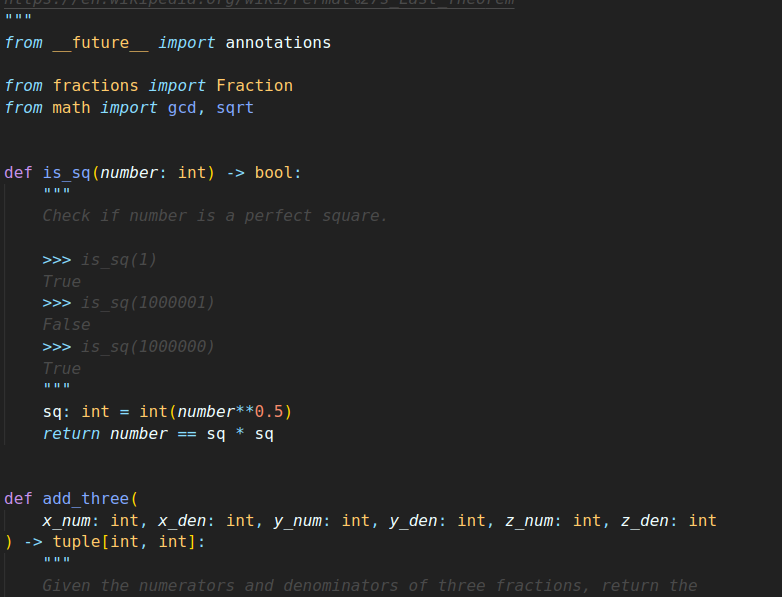 https://en.wikipedia.org/wiki/Fermat%27s_Last_Theorem
"""
from __future__ import annotations
from fractions import Fraction
from math import gcd, sqrt
def is_sq(number: int) -> bool:
"""
Check if number is a perfect square.
>>> is_sq(1)
True
>>> is_sq(1000001)
False
>>> is_sq(1000000)
True
"""
sq: int = int(number**0.5)
return number == sq * sq
def add_three(
x_num: int, x_den: int, y_num: int, y_den: int, z_num: int, z_den: int
) -> tuple[int, int]:
"""
Given the numerators and denominators of three fractions, return the